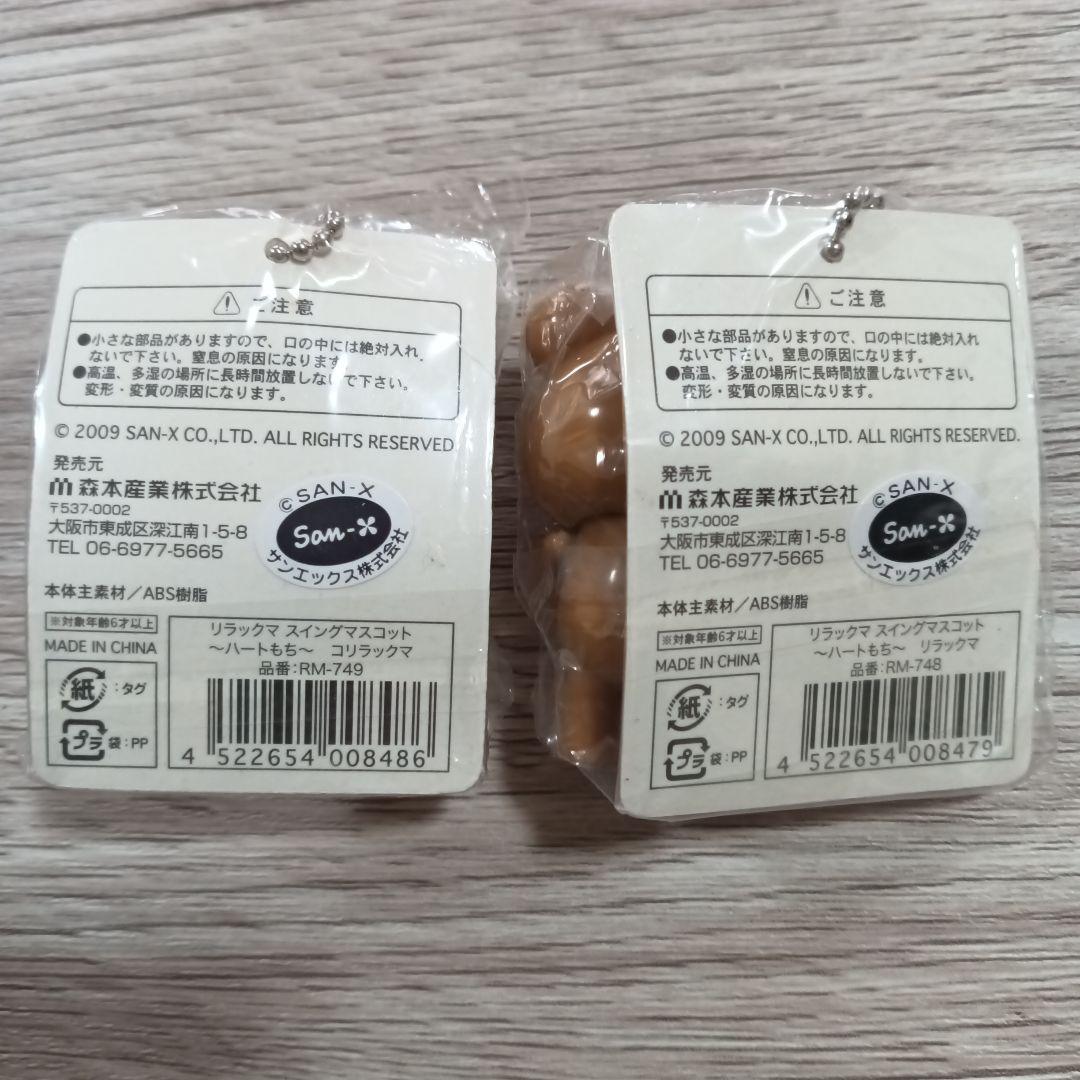 ご注意
●小さな部品がありますので、口の中には絶対入れ
ないで下さい。窒息の原因になります。
●高温、多湿の場所に長時間放置しないで下さい。
変形・変質の原因になります。
© 2009 SAN-X CO.,LTD. ALL RIGHTS RESERVED
発売元
森本産業株式会社
〒537-0002
大阪市東成区深江南1-5-8
TEL 06-6977-5665
© SAN-X
San-X
サンエックス株式会社
本体主素材／ABS樹脂
※対象年齢6才以上
MADE IN CHINA
紙:タグ
プラ 袋:PP
リラックマ スイングマスコット
〜ハートもち〜 コリラックマ
品番:RM-749
4 522654 008486
ご注意
●小さな部品がありますので、口の中には絶対入れ
ないで下さい。窒息の原因になります。
●高温、多湿の場所に長時間放置しないで下さい。
変形・変質の原因になります。
© 2009 SAN-X CO.,LTD. ALL RIGHTS RESERVED.
発売元
森本産業株式会社
〒537-0002
大阪市東成区深江南1-5-8
TEL 06-6977-5665
© SAN-X
San-X
サンエックス株式会社
本体主素材／ABS樹脂
※対象年齢6才以上
MADE IN CHINA
紙:タグ
プラ 袋:PP
リラックマ スイングマスコット
〜ハートもち〜 リラックマ
品番:RM-748
4 522654 008479